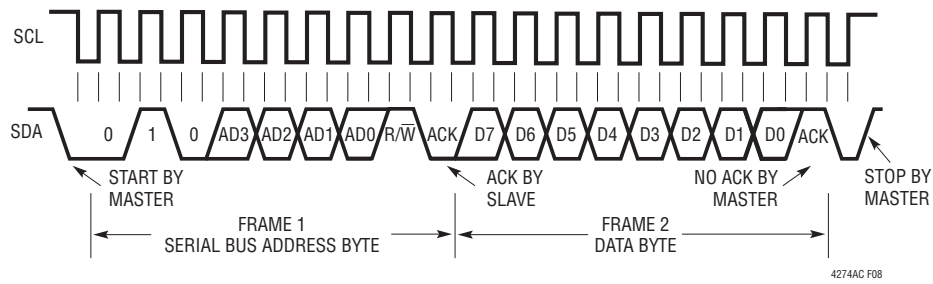 SCL
SDA 0 1 0 AD3 AD2 AD1 AD0 R/W̅ ACK D7 D6 D5 D4 D3 D2 D1 D0 ACK
START BY
MASTER
ACK BY
SLAVE
NO ACK BY
MASTER
STOP BY
MASTER
FRAME 1
SERIAL BUS ADDRESS BYTE
FRAME 2
DATA BYTE
4274AC F08